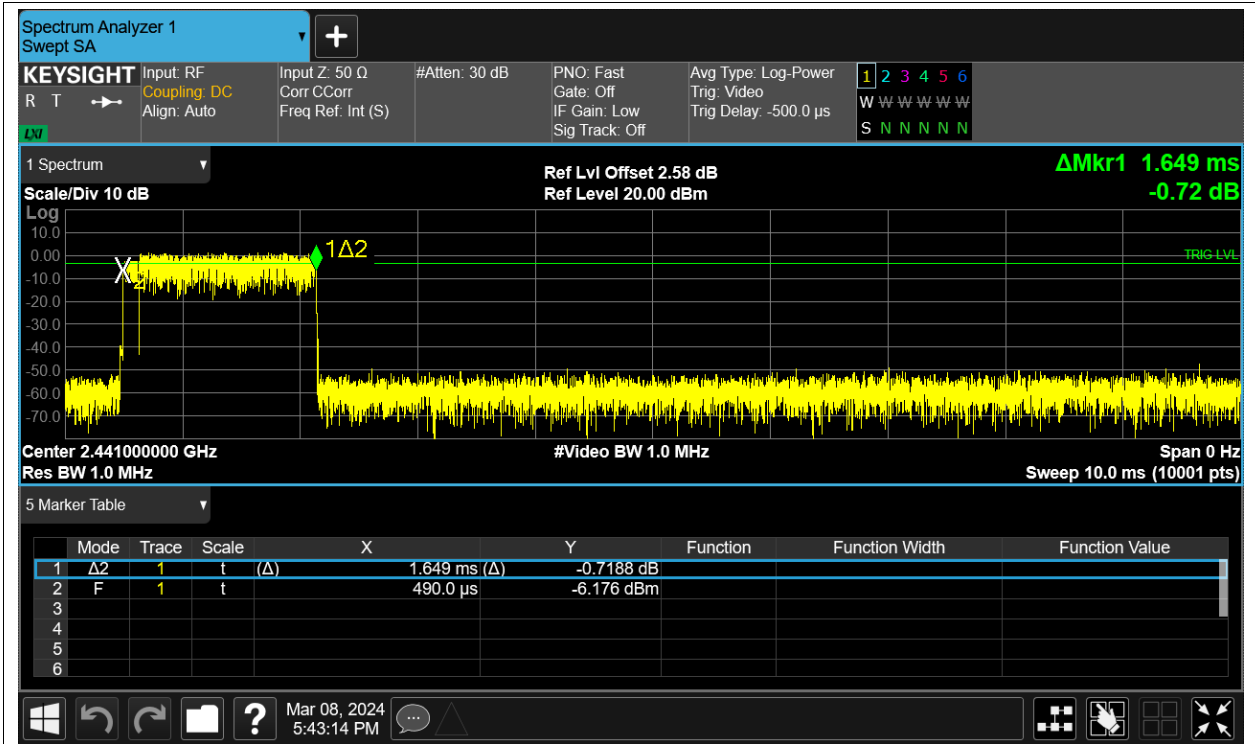 Spectrum Analyzer 1
Swept SA
KEYSIGHT
R T
LXI
Input: RF
Coupling: DC
Align: Auto
Input Z: 50 Ω
Corr CCorr
Freq Ref: Int (S)
#Atten: 30 dB
PNO: Fast
Gate: Off
IF Gain: Low
Sig Track: Off
Avg Type: Log-Power
Trig: Video
Trig Delay: -500.0 µs
1 2 3 4 5 6
W W W W W W
S N N N N N
1 Spectrum
Scale/Div 10 dB
Ref Lvl Offset 2.58 dB
Ref Level 20.00 dBm
ΔMkr1 1.649 ms
-0.72 dB
Log
10.0
0.00
-10.0
-20.0
-30.0
-40.0
-50.0
-60.0
-70.0
X
2
1Δ2
TRIG LVL
Center 2.441000000 GHz
#Video BW 1.0 MHz
Span 0 Hz
Res BW 1.0 MHz
Sweep 10.0 ms (10001 pts)
5 Marker Table
Mode Trace Scale X Y Function Function Width Function Value
1 Δ2 1 t (Δ) 1.649 ms (Δ) -0.7188 dB
2 F 1 t 490.0 µs -6.176 dBm
3
4
5
6
?
Mar 08, 2024
5:43:14 PM